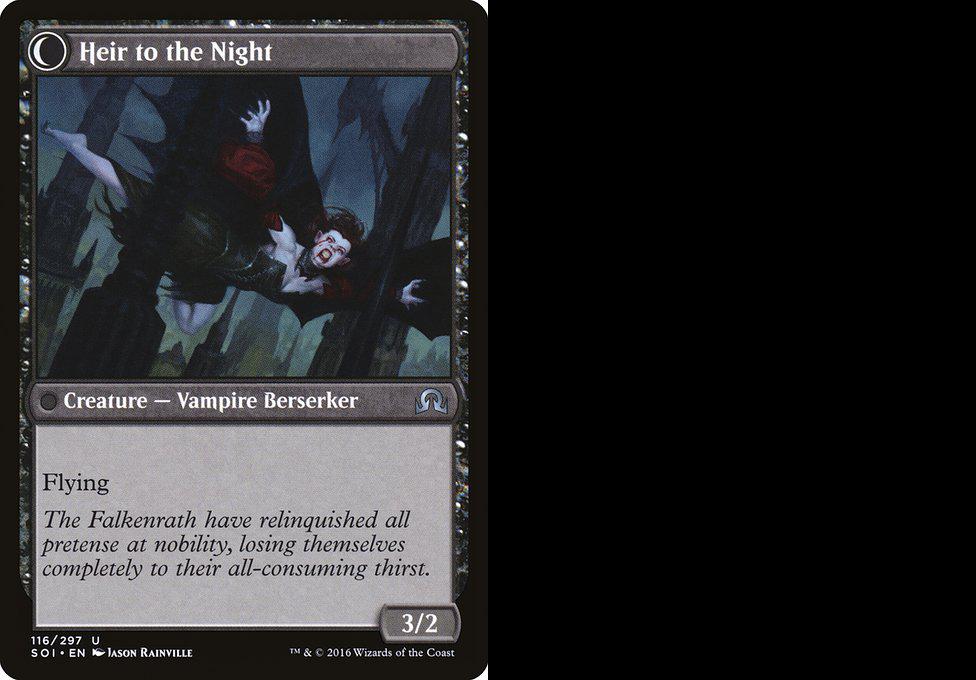 Heir to the Night
Creature — Vampire Berserker
Flying
The Falkenrath have relinquished all
pretense at nobility, losing themselves
completely to their all-consuming thirst.
3/2
116/297 U
SOI • EN Jason Rainville
™ & © 2016 Wizards of the Coast